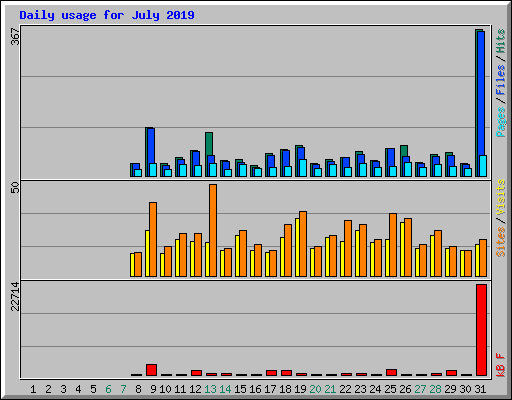 Daily usage for July 2019
367
Pages / Files / Hits
50
Sites / Visits
22714
kB F
1 2 3 4 5 6 7 8 9 10 11 12 13 14 15 16 17 18 19 20 21 22 23 24 25 26 27 28 29 30 31